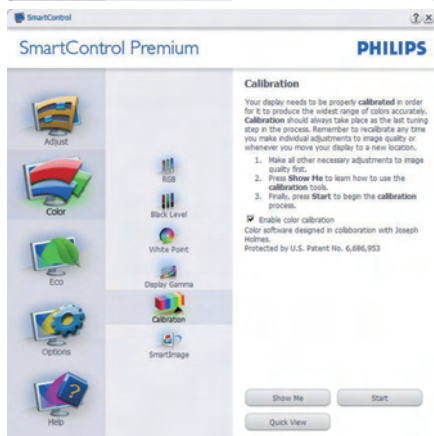 SmartControl
SmartControl Premium
PHILIPS
Adjust
Color
Eco
Options
Help
RGB
Black Level
White Point
Display Gamma
Calibration
SmartImage
Calibration
Your display needs to be properly calibrated in order
for it to produce the widest range of colors accurately.
Calibration should always take place as the last tuning
step in the process. Remember to recalibrate any time
you make individual adjustments to image quality or
whenever you move your display to a new location.
1. Make all other necessary adjustments to image
quality first.
2. Press Show Me to learn how to use the
calibration tools.
3. Finally, press Start to begin the calibration
process.
Enable color calibration
Color software designed in collaboration with Joseph
Holmes.
Protected by U.S. Patent No. 6,686,953
Show Me
Start
Quick View